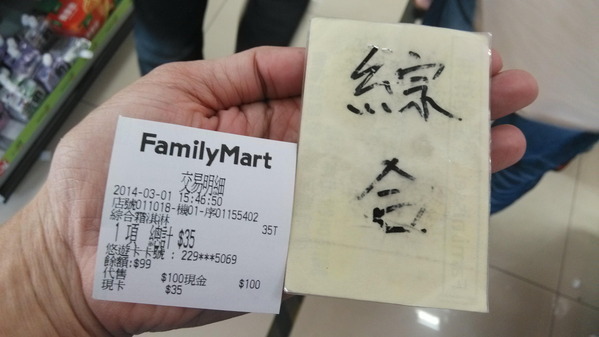 FamilyMart
交易明細
2014-03-01 15:46:50
店號011018-機01-序01155402
綜合霜淇淋 35T
1 項 總計 $35
悠遊卡卡號 : 229***5069
餘額:$99
代售 $100現金 $100
現卡 $35
綜
合